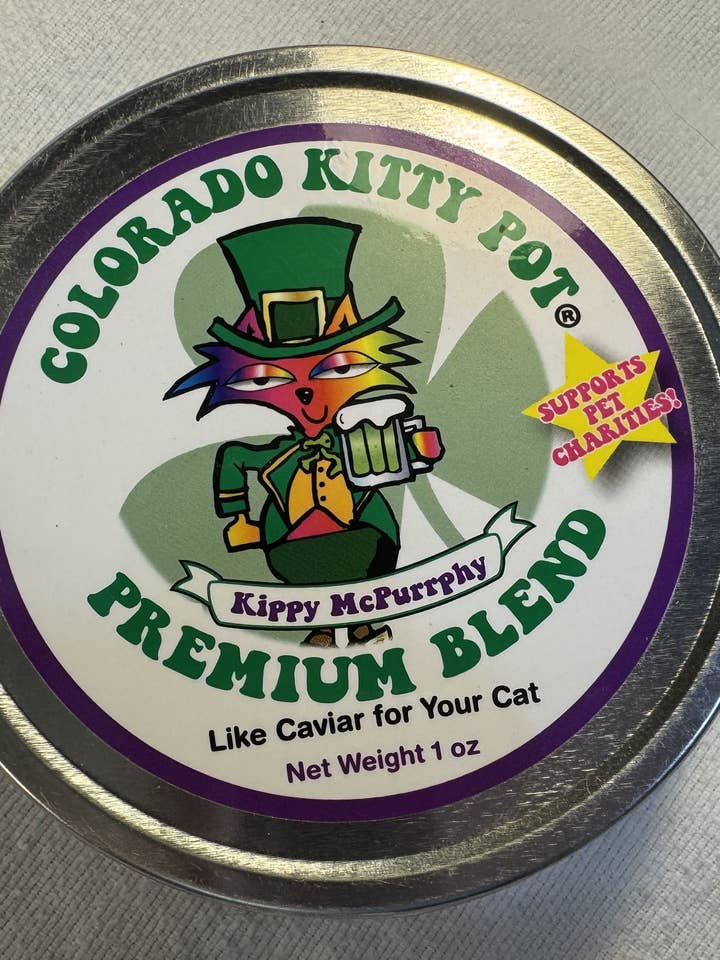 COLORADO KITTY POT®
SUPPORTS
PET
CHARITIES!
Kippy McPurrphy
PREMIUM BLEND
Like Caviar for Your Cat
Net Weight 1 oz